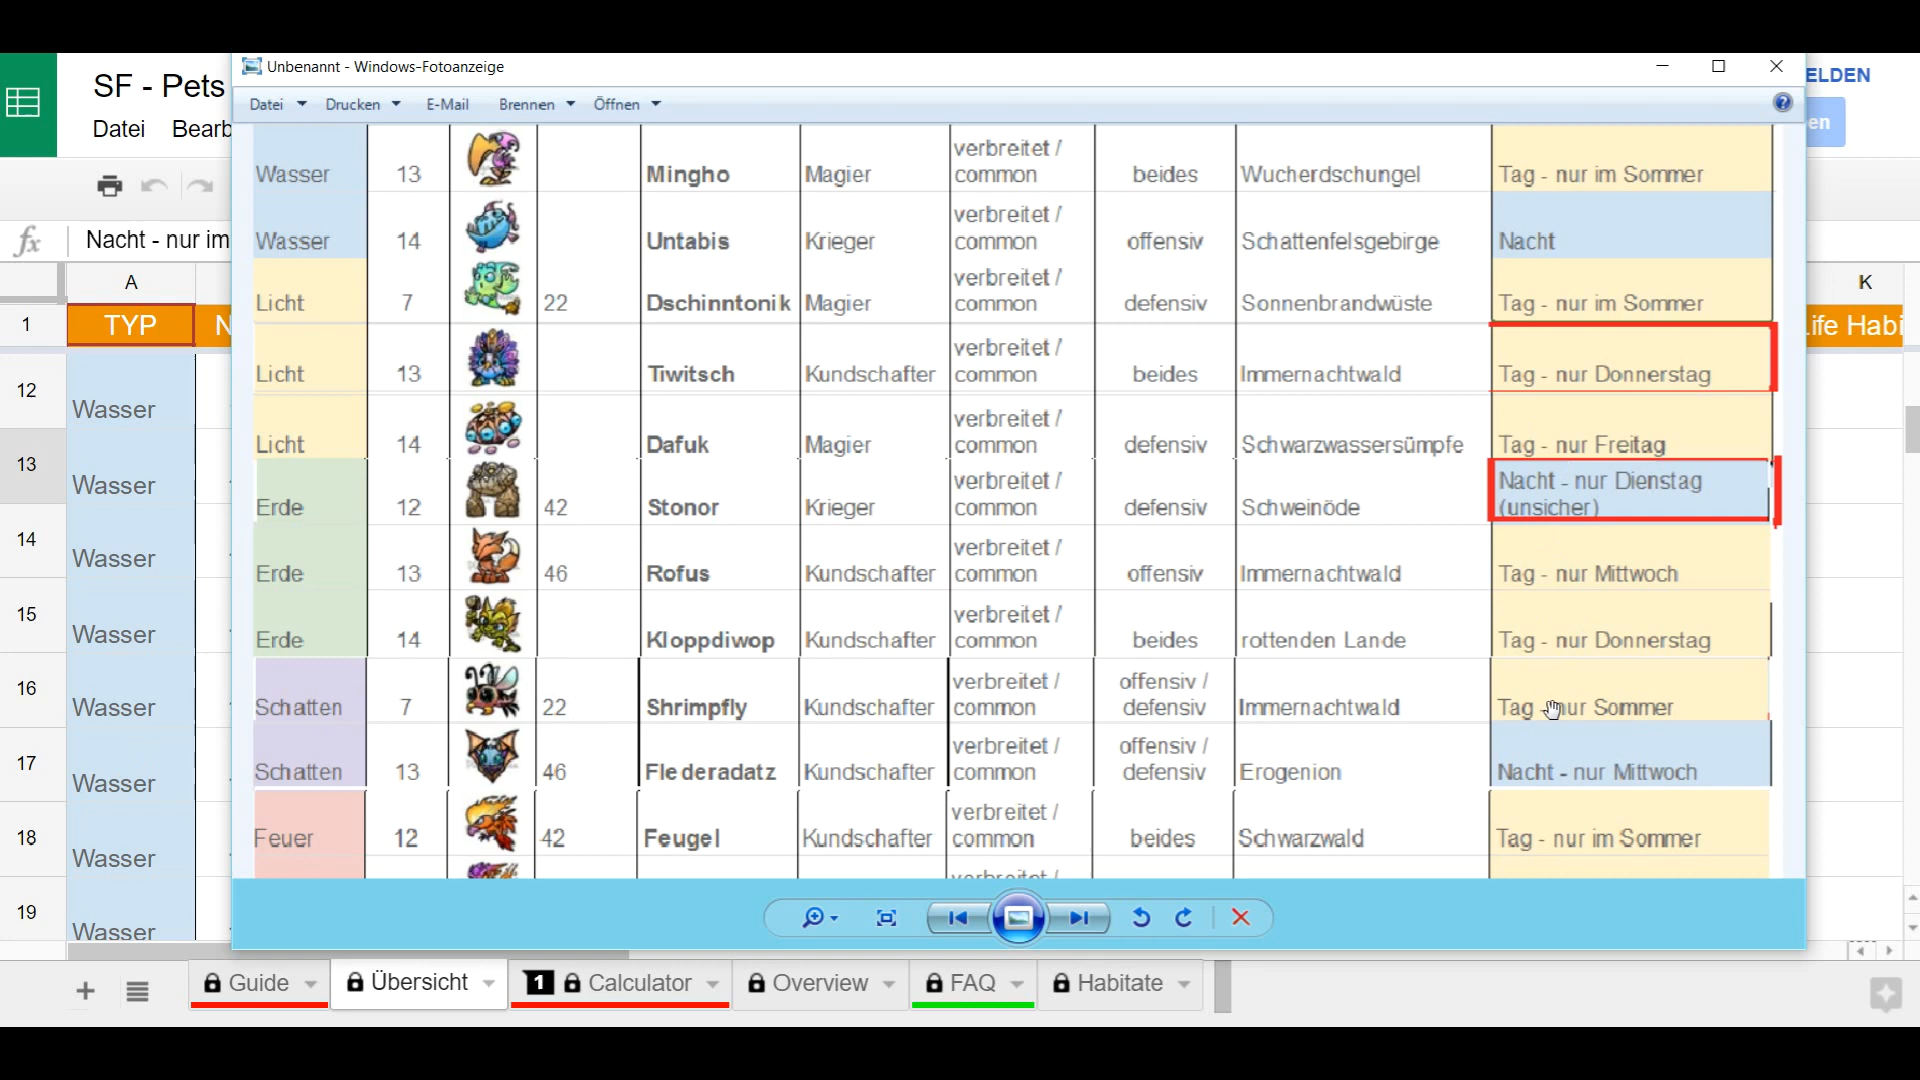 SF - Pets
Datei Bearb
Unbenannt - Windows-Fotoanzeige
Datei Drucken E-Mail Brennen Öffnen
ELDEN
en
fx Nacht - nur im
A K
1 TYP N Life Habi
12 Wasser
13 Wasser
14 Wasser
15 Wasser
16 Wasser
17 Wasser
18 Wasser
19 Wasser
Wasser 13 Mingho Magier verbreitet / common beides Wucherdschungel Tag - nur im Sommer
Wasser 14 Untabis Krieger verbreitet / common offensiv Schattenfelsgebirge Nacht
Licht 7 22 Dschinntonik Magier verbreitet / common defensiv Sonnenbrandwüste Tag - nur im Sommer
Licht 13 Tiwitsch Kundschafter verbreitet / common beides Immernachtwald Tag - nur Donnerstag
Licht 14 Dafuk Magier verbreitet / common defensiv Schwarzwassersümpfe Tag - nur Freitag
Erde 12 42 Stonor Krieger verbreitet / common defensiv Schweinöde Nacht - nur Dienstag (unsicher)
Erde 13 46 Rofus Kundschafter verbreitet / common offensiv Immernachtwald Tag - nur Mittwoch
Erde 14 Kloppdiwop Kundschafter verbreitet / common beides rottenden Lande Tag - nur Donnerstag
Schatten 7 22 Shrimpfly Kundschafter verbreitet / common offensiv / defensiv Immernachtwald Tag - nur Sommer
Schatten 13 46 Flederadatz Kundschafter verbreitet / common offensiv / defensiv Erogenion Nacht - nur Mittwoch
Feuer 12 42 Feugel Kundschafter verbreitet / common beides Schwarzwald Tag - nur im Sommer
verbreitet /
Guide Übersicht 1 Calculator Overview FAQ Habitate